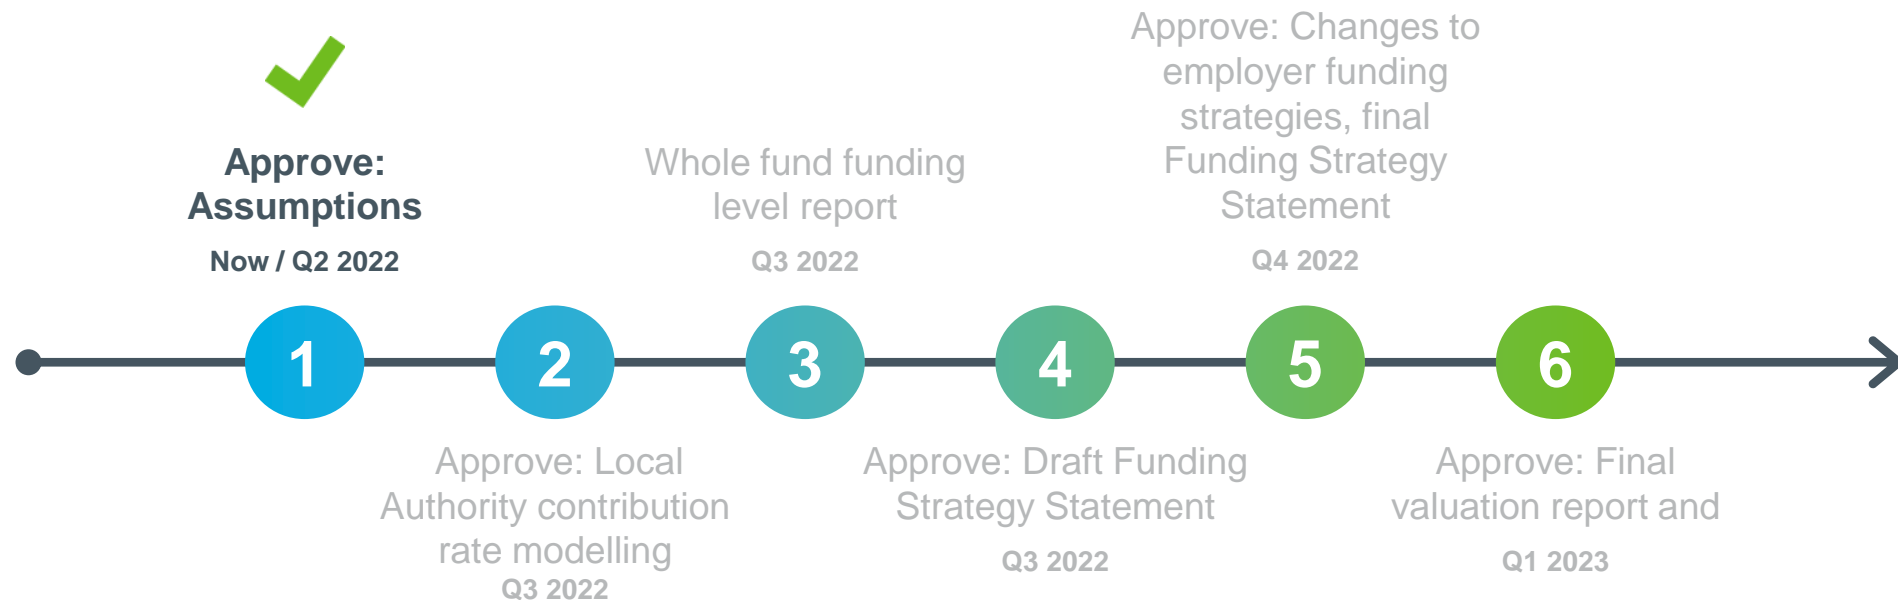 Approve:
Assumptions
Now / Q2 2022
Whole fund funding
level report
Q3 2022
Approve: Changes to
employer funding
strategies, final
Funding Strategy
Statement
Q4 2022
1
2
3
4
5
6
Approve: Local
Authority contribution
rate modelling
Q3 2022
Approve: Draft Funding
Strategy Statement
Q3 2022
Approve: Final
valuation report and
Q1 2023